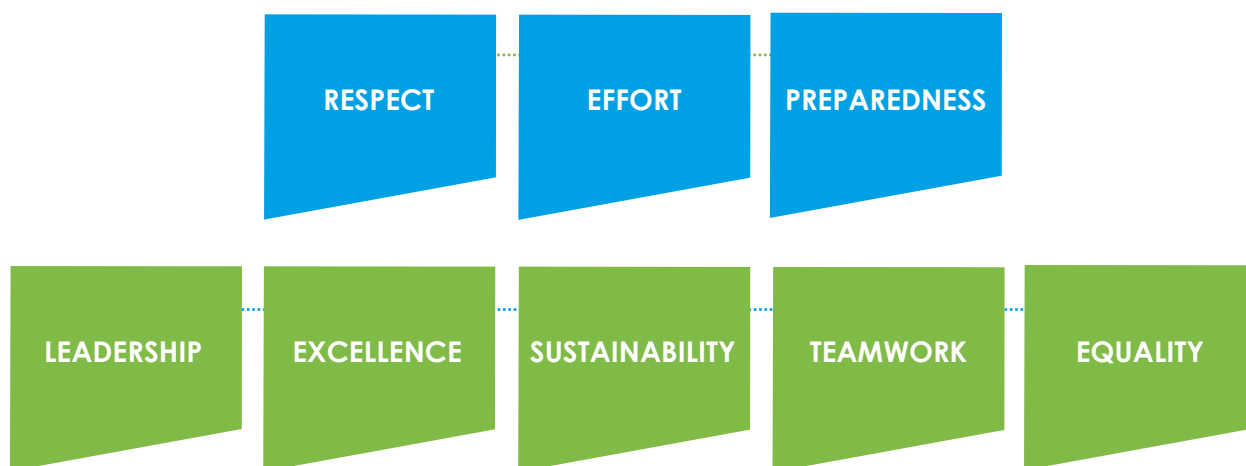 RESPECT
EFFORT
PREPAREDNESS
LEADERSHIP
EXCELLENCE
SUSTAINABILITY
TEAMWORK
EQUALITY